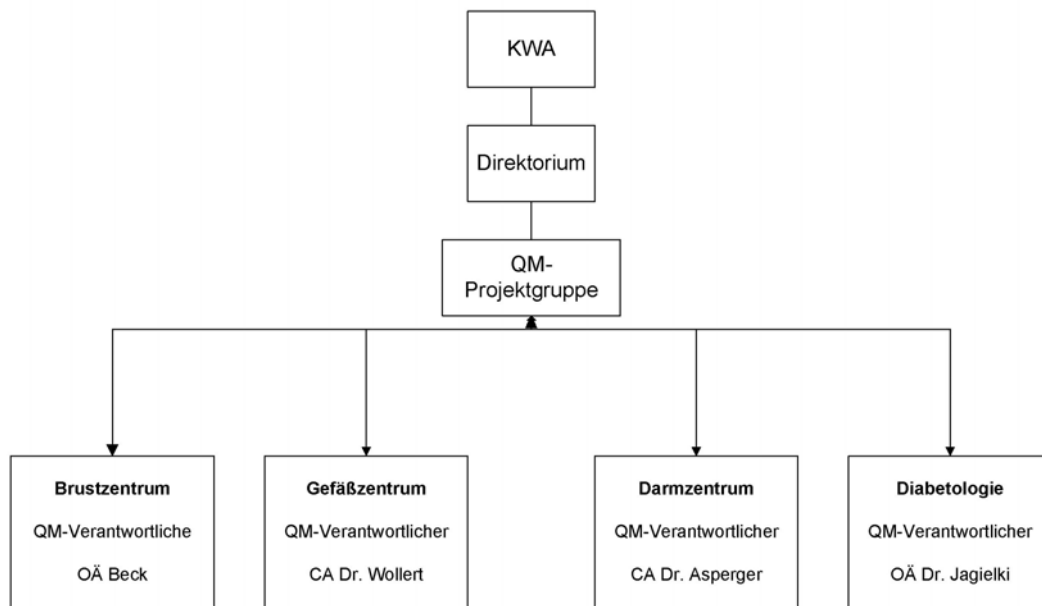 KWA
Direktorium
QM-
Projektgruppe
Brustzentrum
QM-Verantwortliche
OÄ Beck
Gefäßzentrum
QM-Verantwortlicher
CA Dr. Wollert
Darmzentrum
QM-Verantwortlicher
CA Dr. Asperger
Diabetologie
QM-Verantwortlicher
OÄ Dr. Jagielki